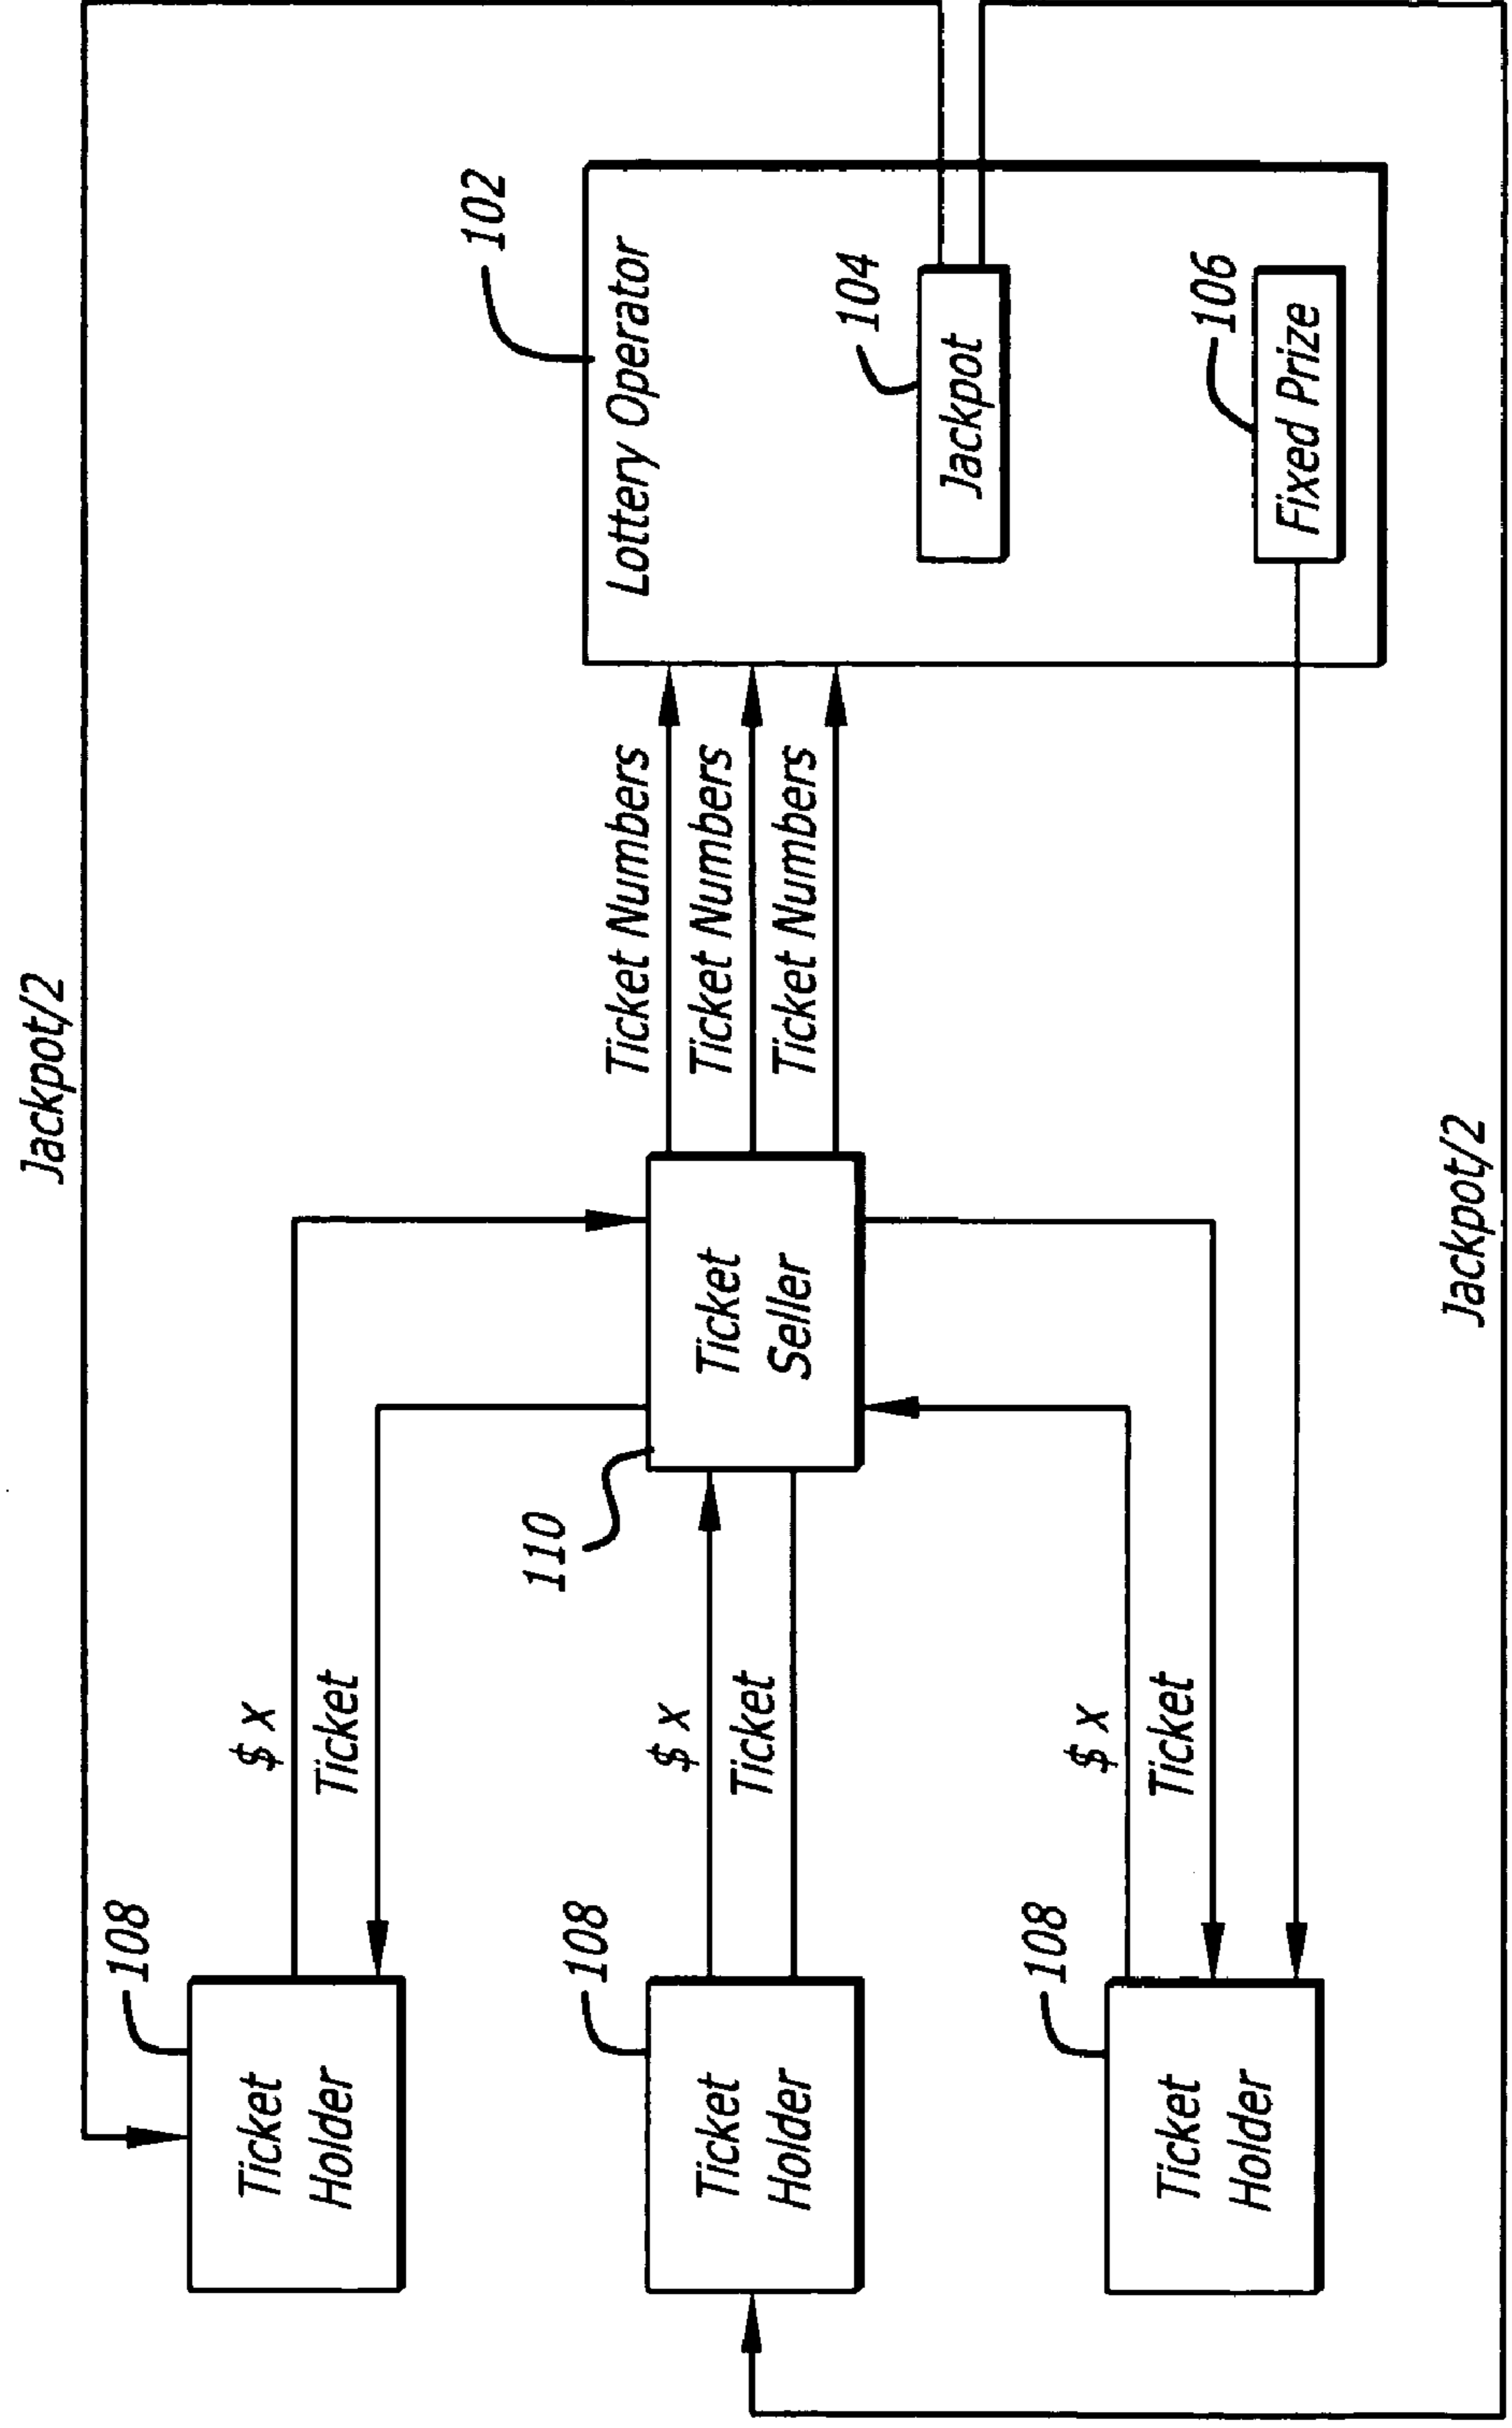 Jackpot/2
108
Ticket
Holder
$ x
Ticket
102
Lottery Operator
Ticket Numbers
Ticket Numbers
Ticket Numbers
110
Ticket
Seller
108
Ticket
Holder
$ x
Ticket
104
Jackpot
108
Ticket
Holder
$ x
Ticket
106
Fixed Prize
Jackpot/2